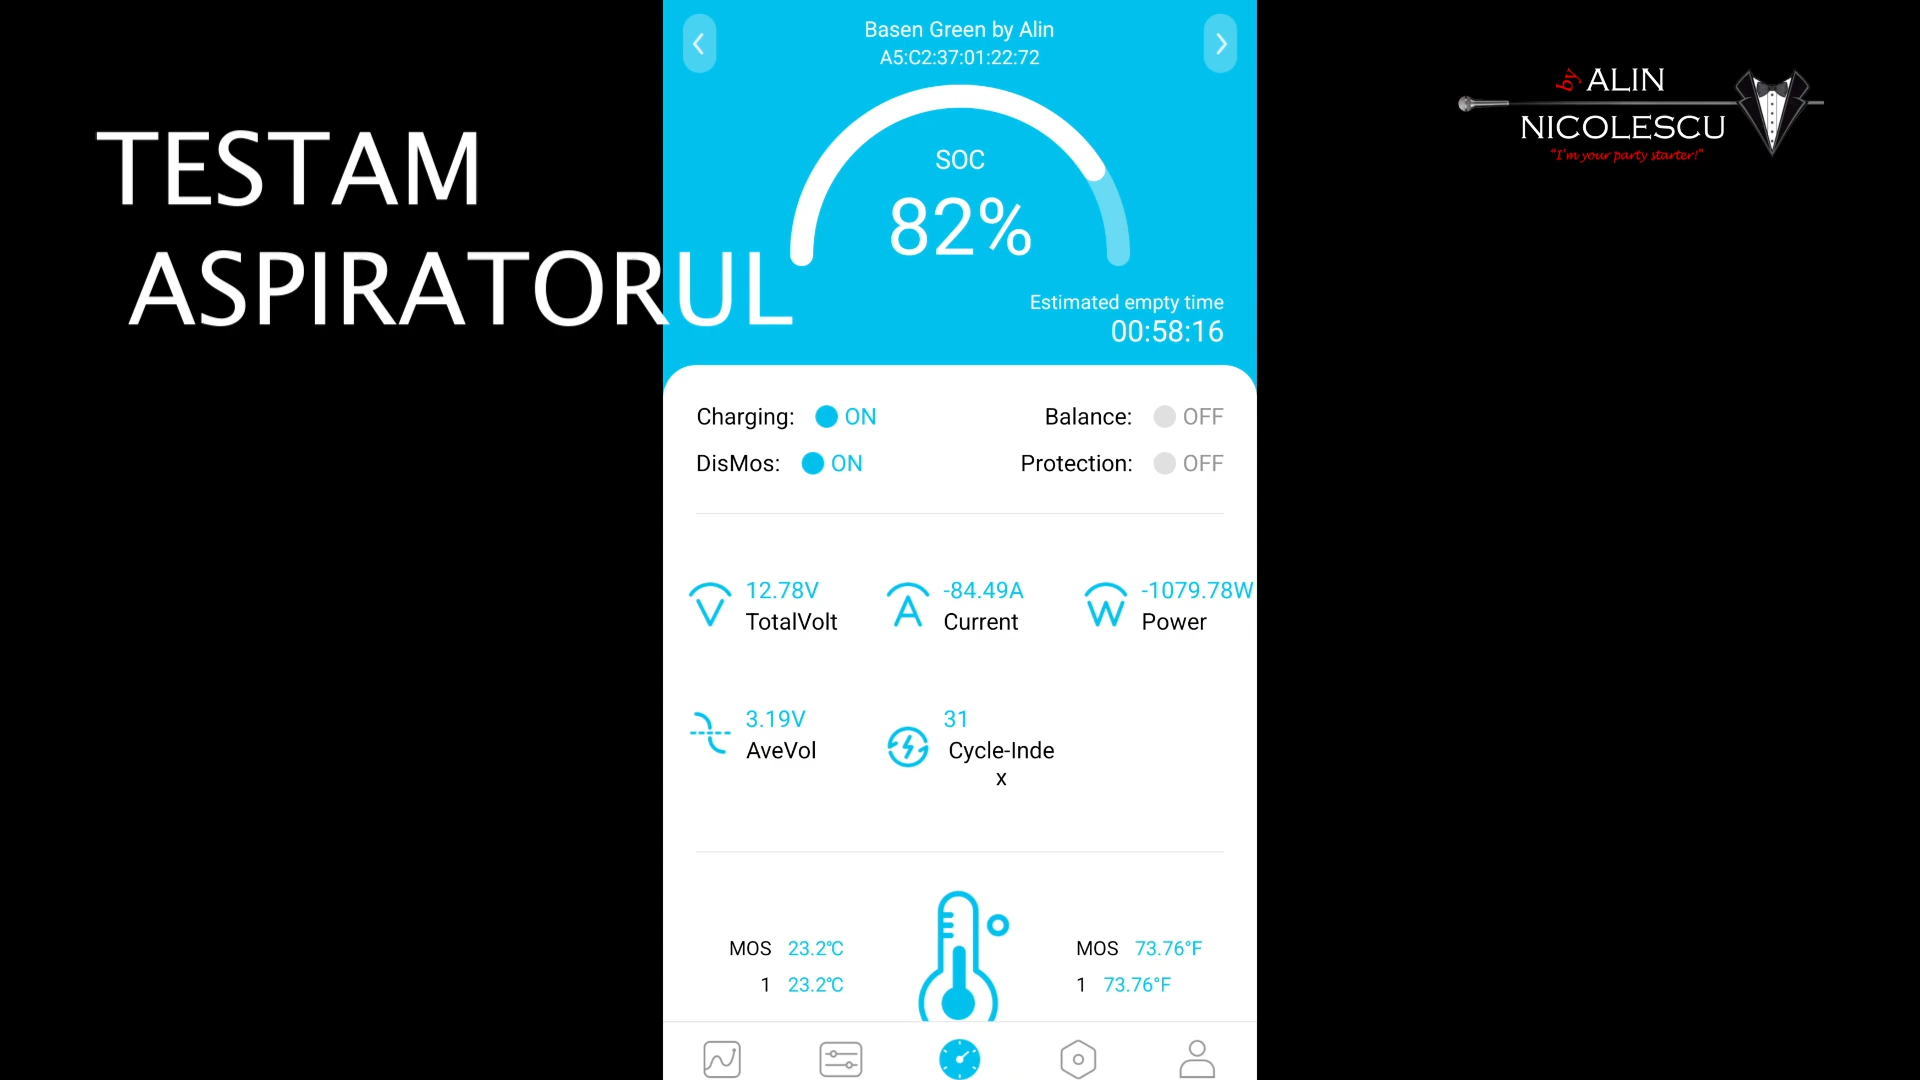 TESTAM
ASPIRATORUL
Basen Green by Alin
A5:C2:37:01:22:72
SOC
82%
Estimated empty time
00:58:16
Charging: ON
Balance: OFF
DisMos: ON
Protection: OFF
V 12.78V
TotalVolt
A -84.49A
Current
W -1079.78W
Power
3.19V
AveVol
31
Cycle-Inde
x
MOS 23.2℃
1 23.2℃
MOS 73.76°F
1 73.76°F
by ALIN
NICOLESCU
"I'm your party starter!"